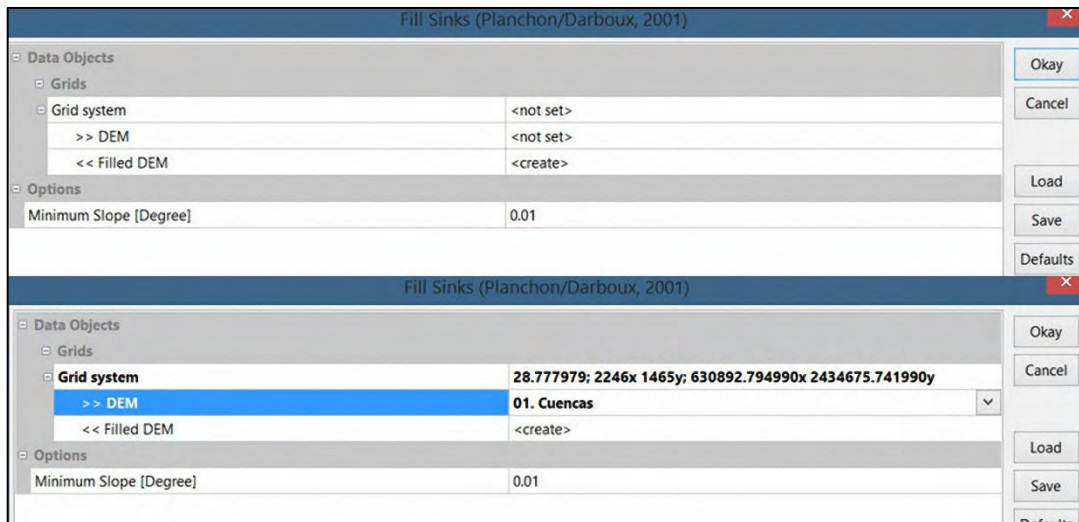 Fill Sinks (Planchon/Darboux, 2001)
Data Objects
Okay
Grids
Grid system <not set>
Cancel
>> DEM <not set>
<< Filled DEM <create>
Options
Load
Minimum Slope [Degree] 0.01
Save
Defaults
Fill Sinks (Planchon/Darboux, 2001)
Data Objects
Okay
Grids
Grid system 28.777979; 2246x 1465y; 630892.794990x 2434675.741990y
Cancel
>> DEM 01. Cuencas
<< Filled DEM <create>
Options
Load
Minimum Slope [Degree] 0.01
Save
Defaults